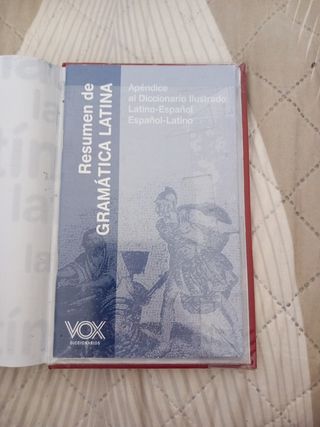 Resumen de
GRAMÁTICA LATINA
Apéndice
al Diccionario Ilustrado
Latino-Español
Español-Latino
VOX
DICCIONARIOS